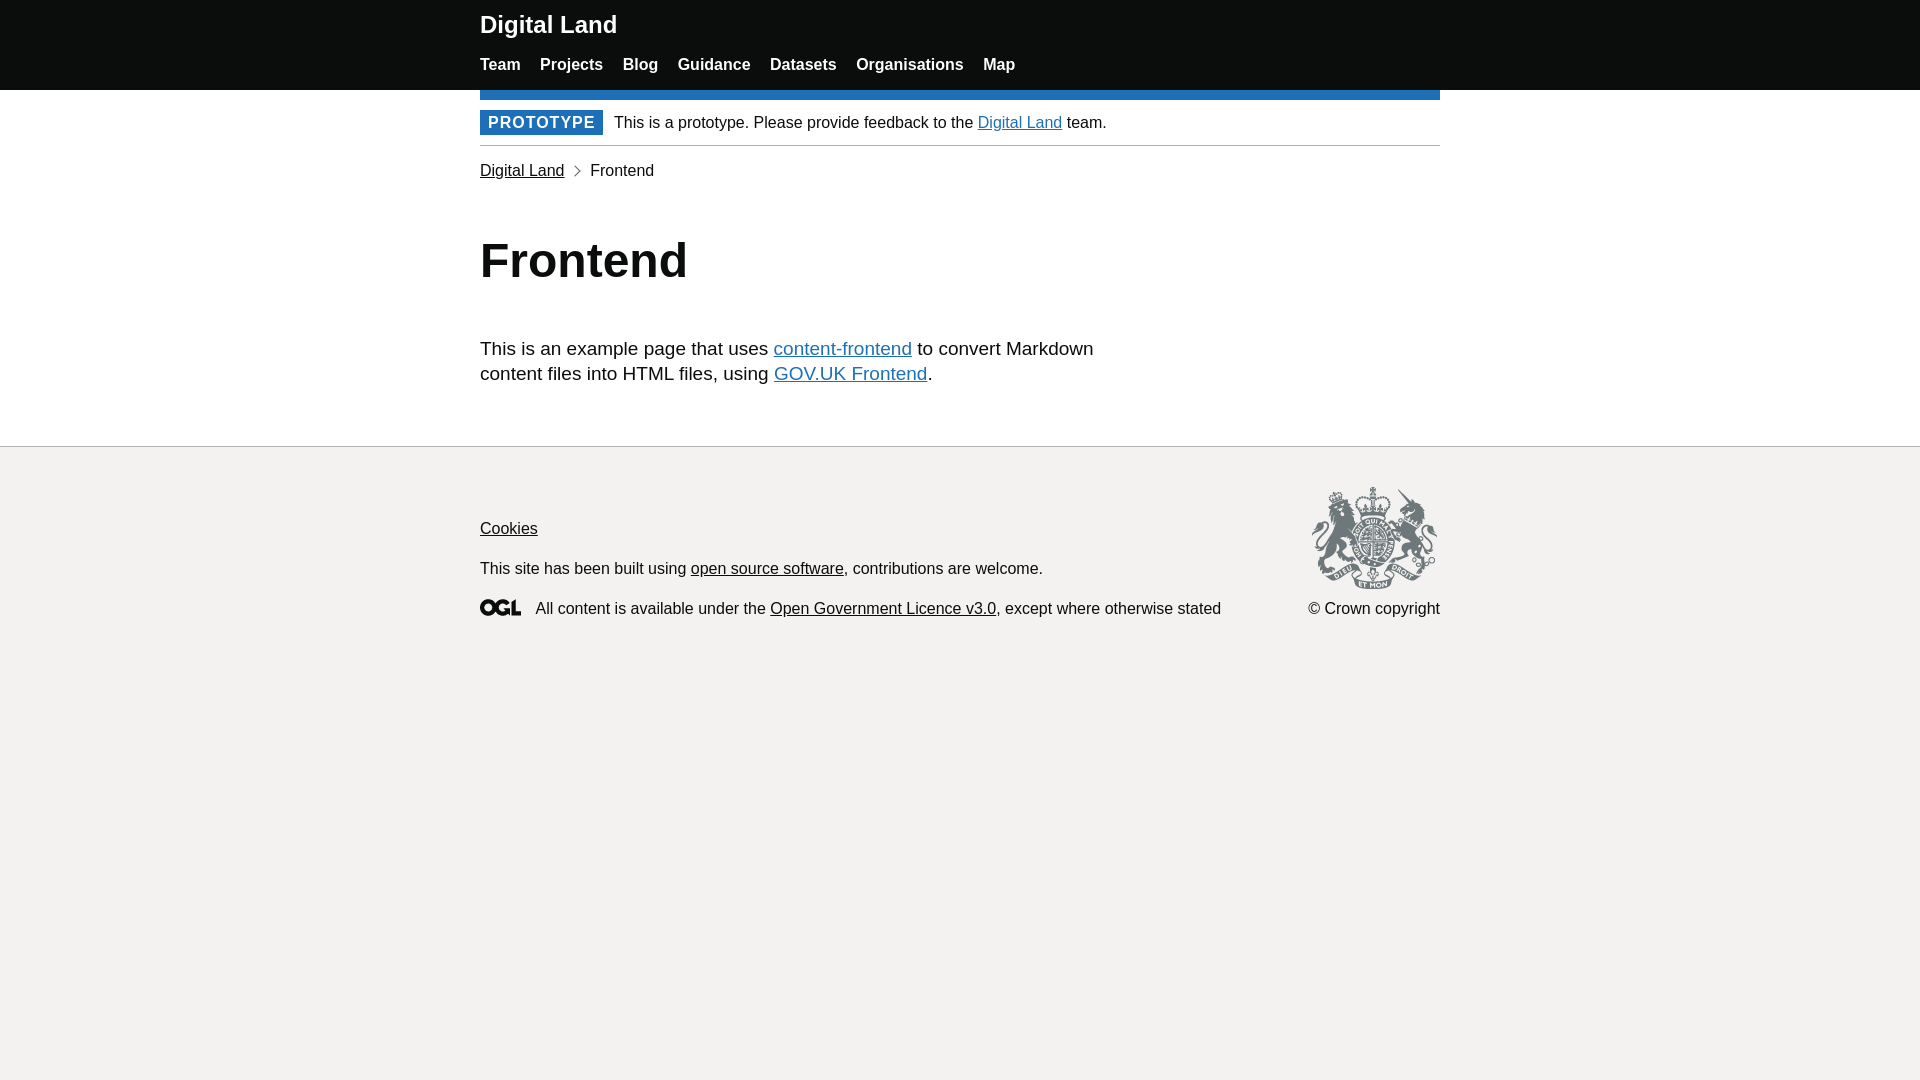 Digital Land
Team Projects Blog Guidance Datasets Organisations Map
PROTOTYPE This is a prototype. Please provide feedback to the Digital Land team.
Digital Land Frontend
Frontend
This is an example page that uses content-frontend to convert Markdown
content files into HTML files, using GOV.UK Frontend.
Cookies
This site has been built using open source software, contributions are welcome.
OGL All content is available under the Open Government Licence v3.0, except where otherwise stated
DIEU ET MON DROIT
© Crown copyright